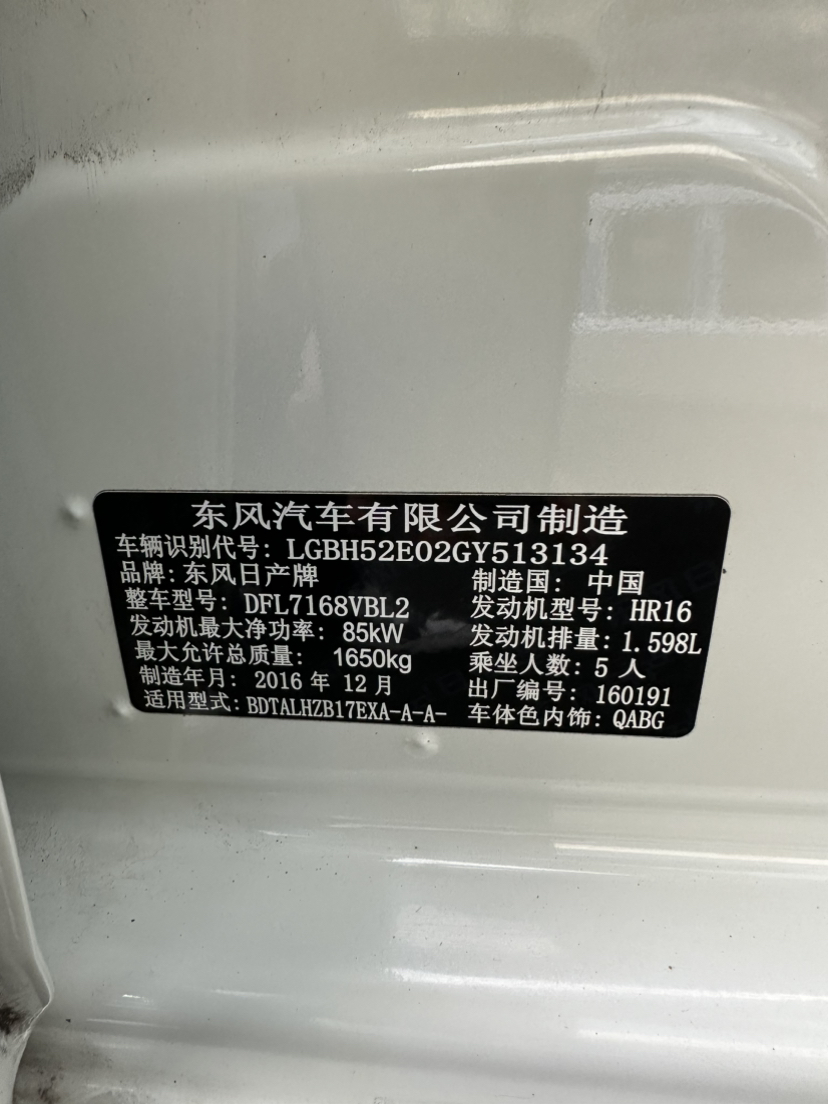 东风汽车有限公司制造
车辆识别代号: LGBH52E02GY513134
品牌: 东风日产牌 制造国: 中国
整车型号: DFL7168VBL2 发动机型号: HR16
发动机最大净功率: 85kW 发动机排量: 1.598L
最大允许总质量: 1650kg 乘坐人数: 5 人
制造年月: 2016 年 12 月 出厂编号: 160191
适用型式: BDTALHZB17EXA-A-A- 车体色内饰: QABG